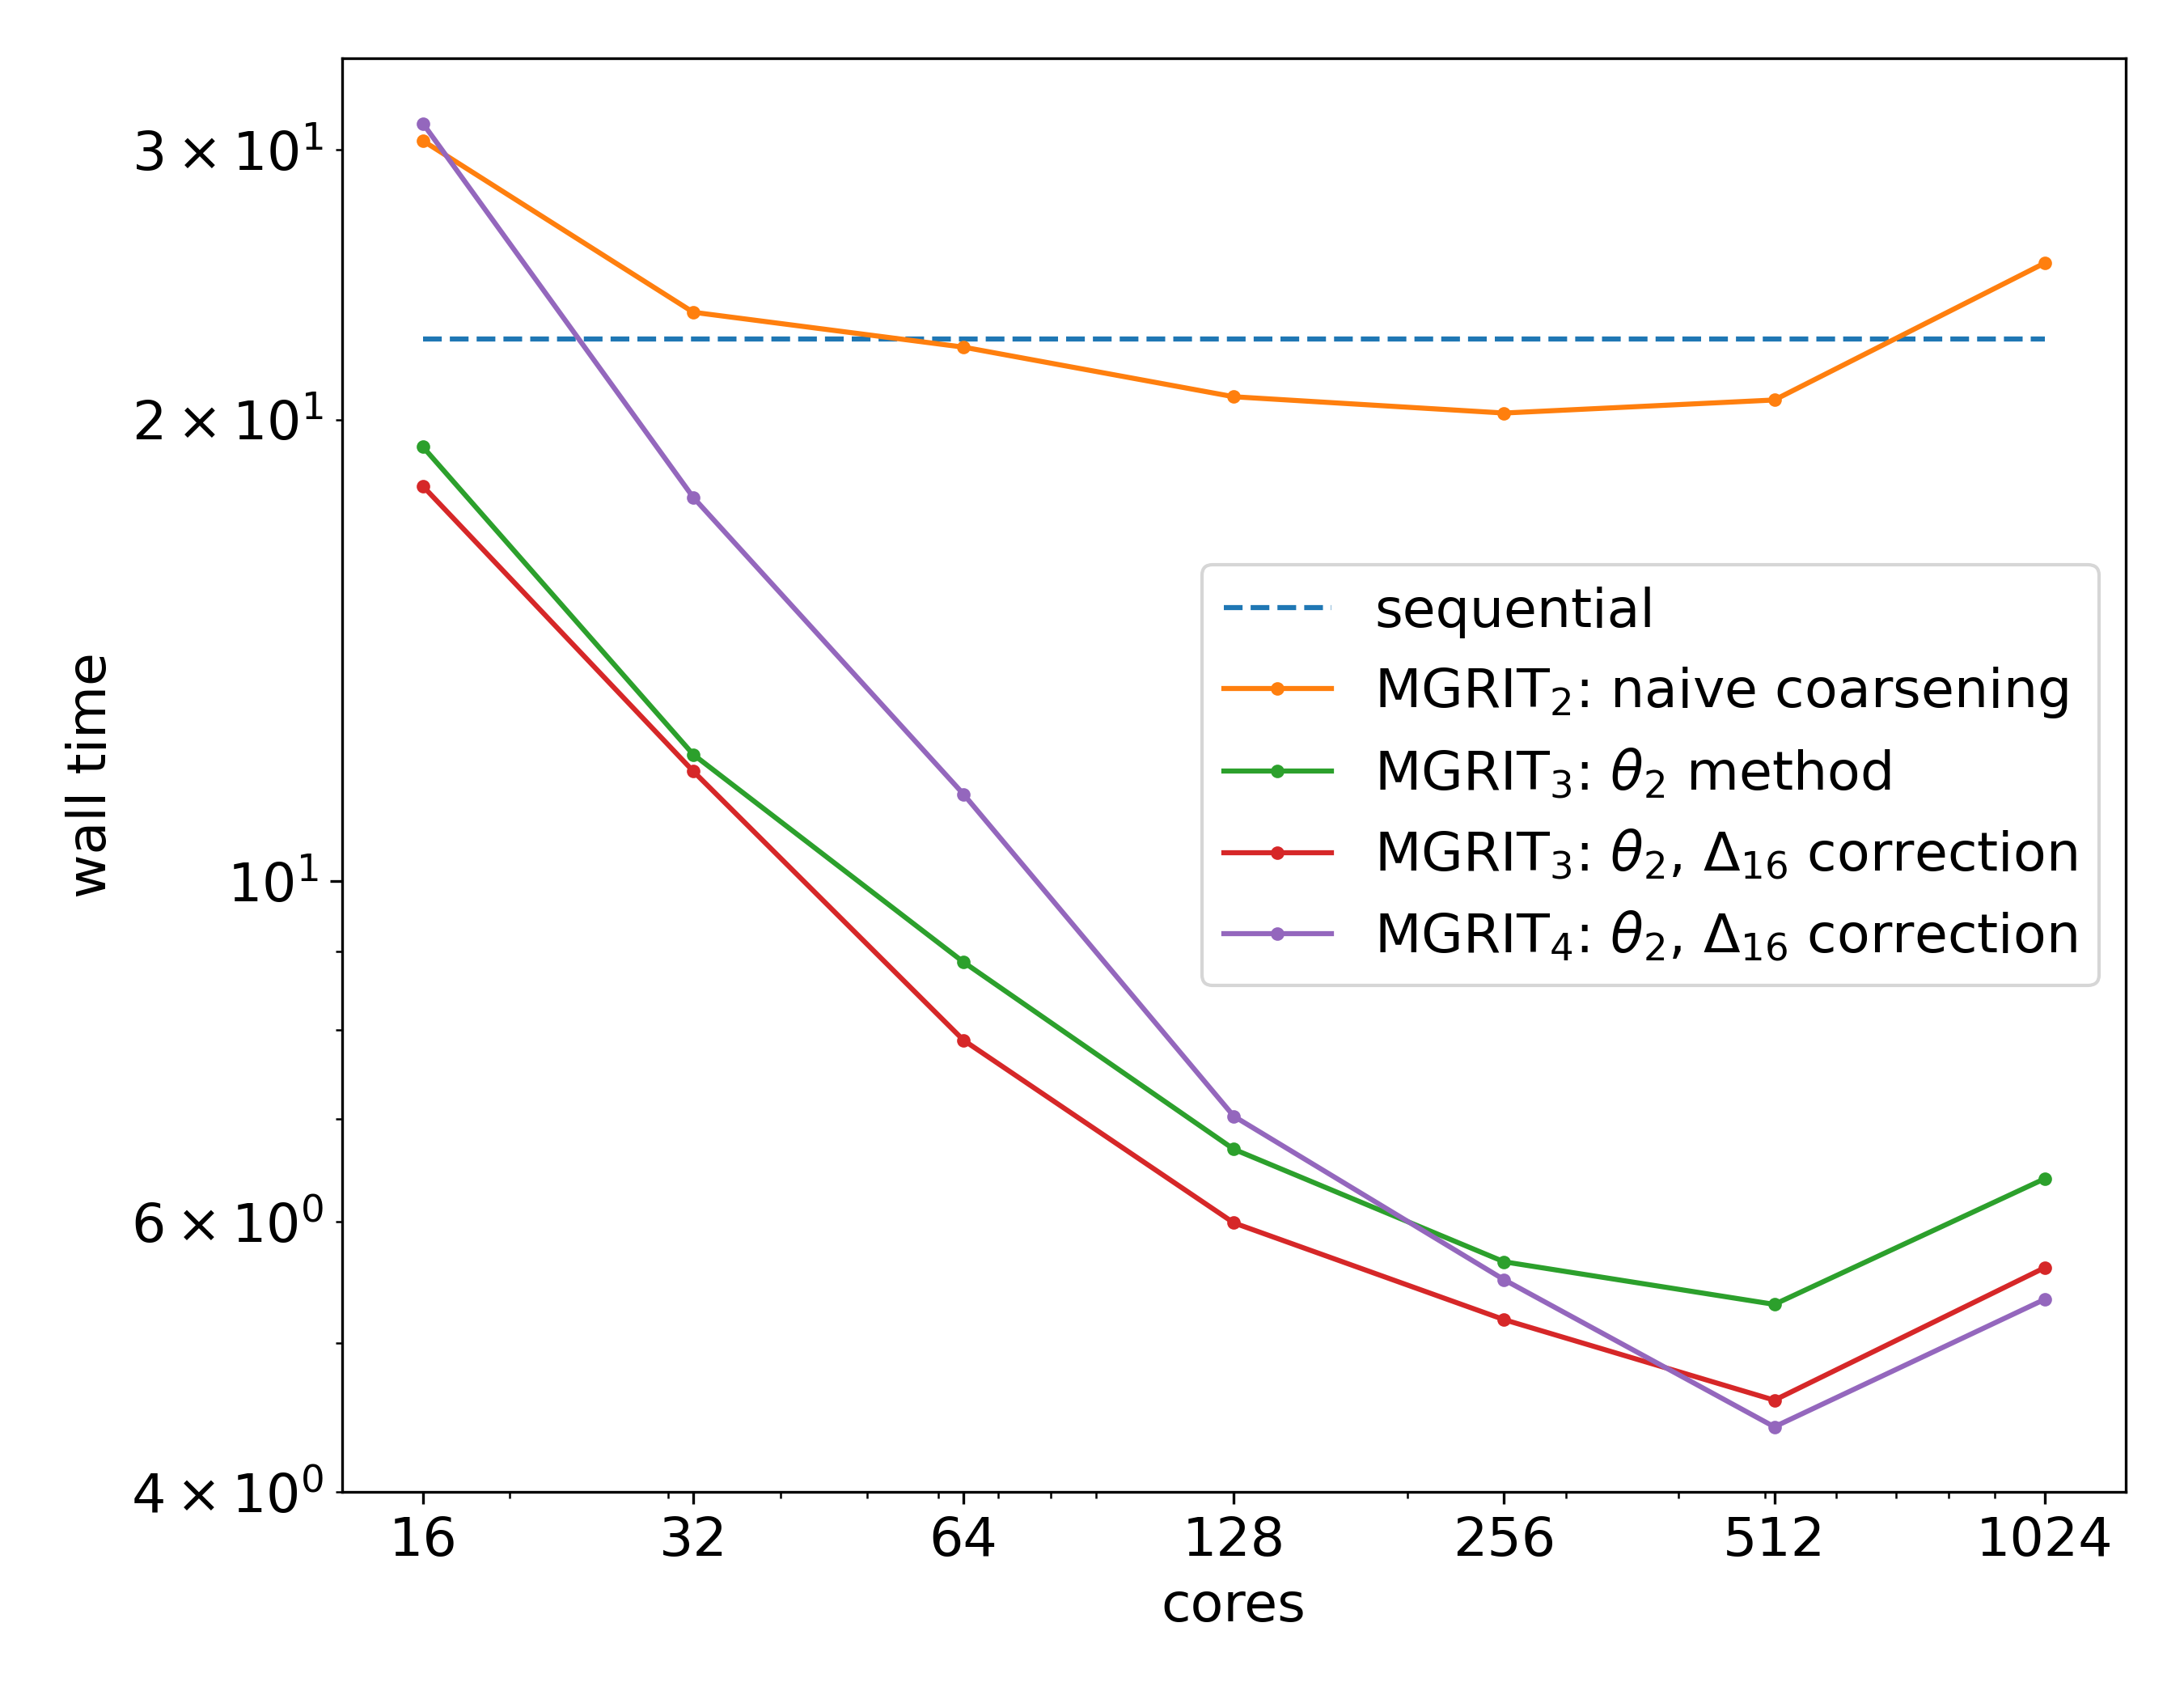 3 × 10¹
2 × 10¹
10¹
6 × 10⁰
4 × 10⁰
wall time
sequential
MGRIT₂: naive coarsening
MGRIT₃: θ₂ method
MGRIT₃: θ₂, Δ₁₆ correction
MGRIT₄: θ₂, Δ₁₆ correction
16 32 64 128 256 512 1024
cores